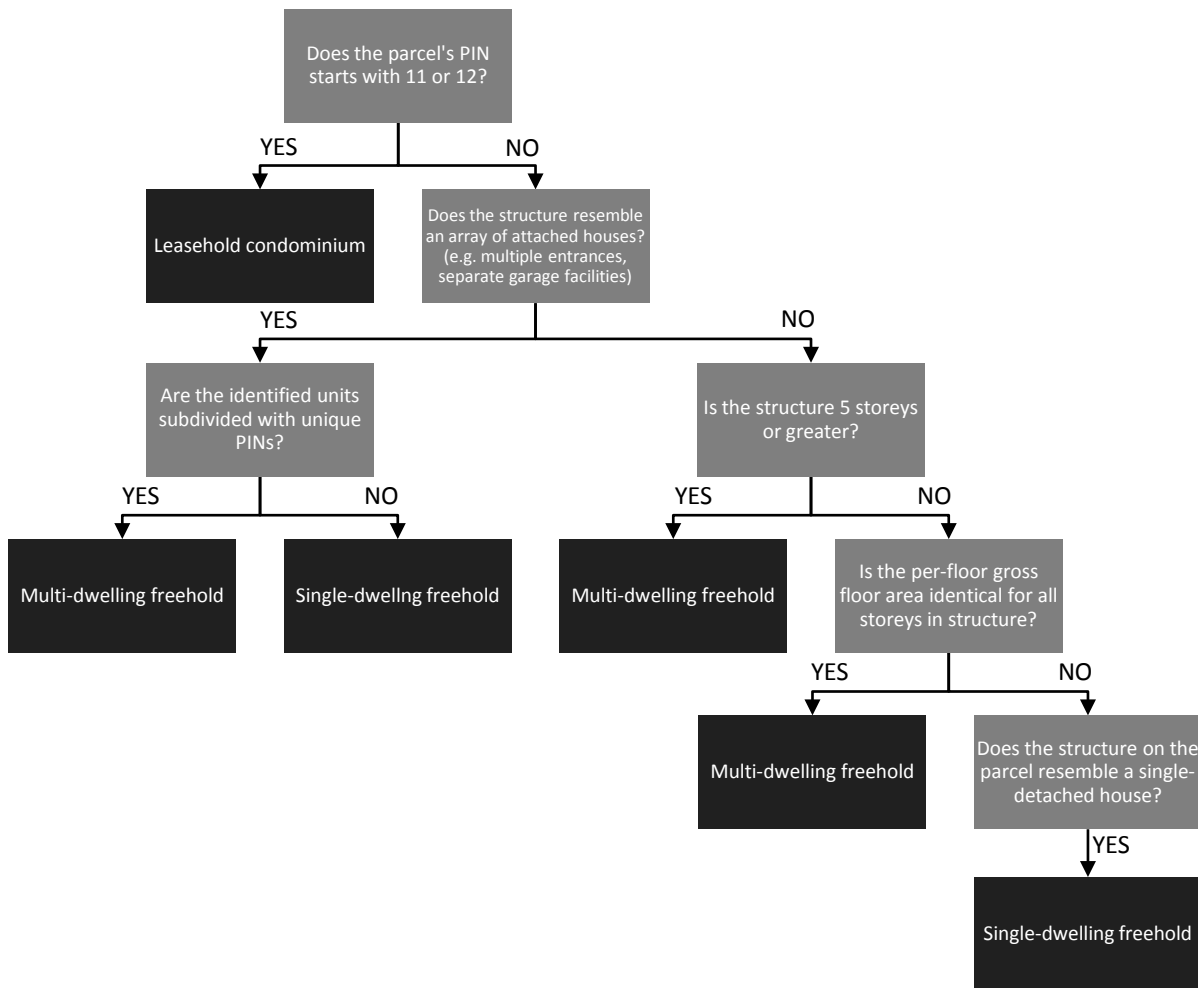 Does the parcel's PIN
starts with 11 or 12?
YES
NO
Leasehold condominium
Does the structure resemble
an array of attached houses?
(e.g. multiple entrances,
separate garage facilities)
YES
NO
Are the identified units
subdivided with unique
PINs?
Is the structure 5 storeys
or greater?
YES
NO
YES
NO
Multi-dwelling freehold
Single-dwellng freehold
Multi-dwelling freehold
Is the per-floor gross
floor area identical for all
storeys in structure?
YES
NO
Multi-dwelling freehold
Does the structure on the
parcel resemble a single-
detached house?
YES
Single-dwelling freehold